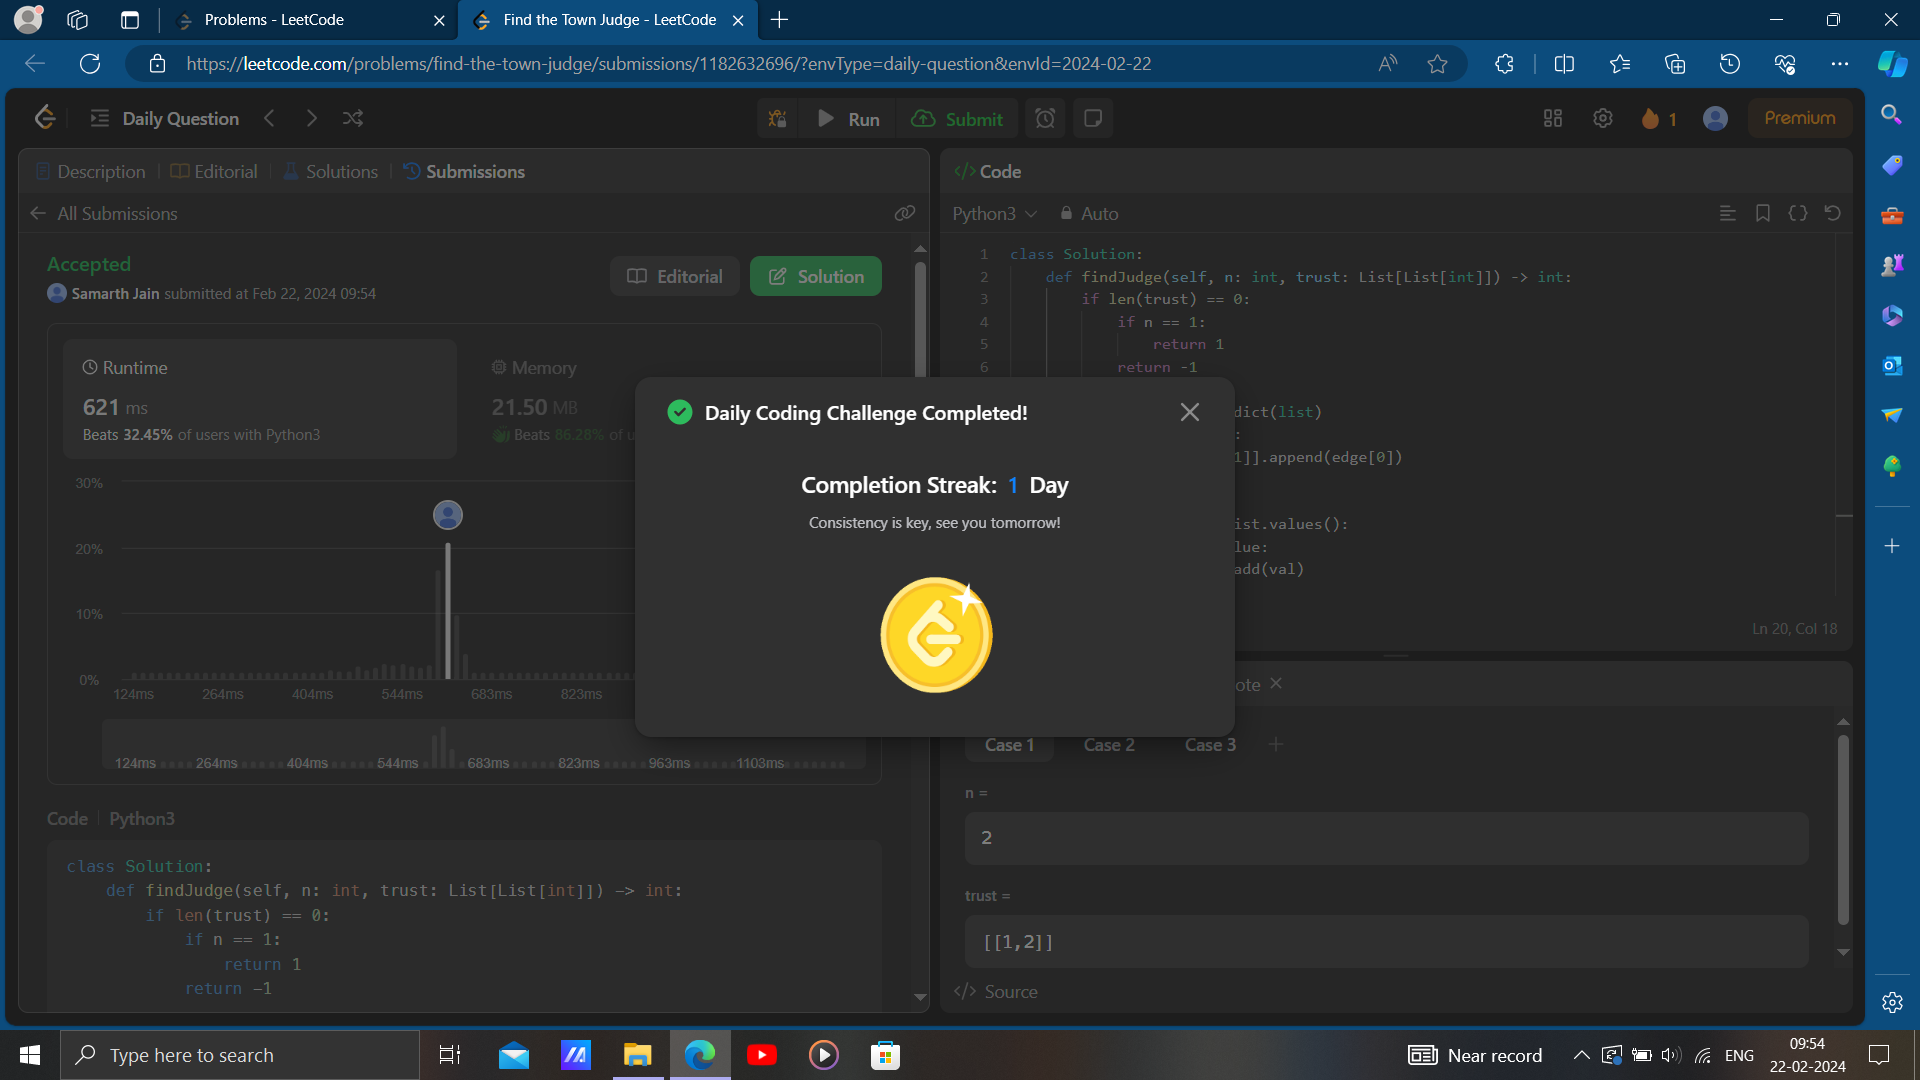 Problems - LeetCode
Find the Town Judge - LeetCode
https://leetcode.com/problems/find-the-town-judge/submissions/1182632696/?envType=daily-question&envId=2024-02-22
Daily Question
Run
Submit
1
Premium
Description
Editorial
Solutions
Submissions
All Submissions
Accepted
Samarth Jain submitted at Feb 22, 2024 09:54
Editorial
Solution
Runtime
621 ms
Beats 32.45% of users with Python3
Memory
21.50 MB
Beats 86.28% of u
30%
20%
10%
0%
124ms 264ms 404ms 544ms 683ms 823ms
124ms 264ms 404ms 544ms 683ms 823ms 963ms 1103ms
Code | Python3
class Solution:
def findJudge(self, n: int, trust: List[List[int]]) -> int:
if len(trust) == 0:
if n == 1:
return 1
return -1
Daily Coding Challenge Completed!
Completion Streak: 1 Day
Consistency is key, see you tomorrow!
</> Code
Python3
Auto
1 class Solution:
2 def findJudge(self, n: int, trust: List[List[int]]) -> int:
3 if len(trust) == 0:
4 if n == 1:
5 return 1
6 return -1
dict(list)
:
1]].append(edge[0])
ist.values():
lue:
add(val)
Ln 20, Col 18
ote
Case 1
Case 2
Case 3
n =
2
trust =
[[1,2]]
</> Source
Type here to search
Near record
ENG
09:54
22-02-2024